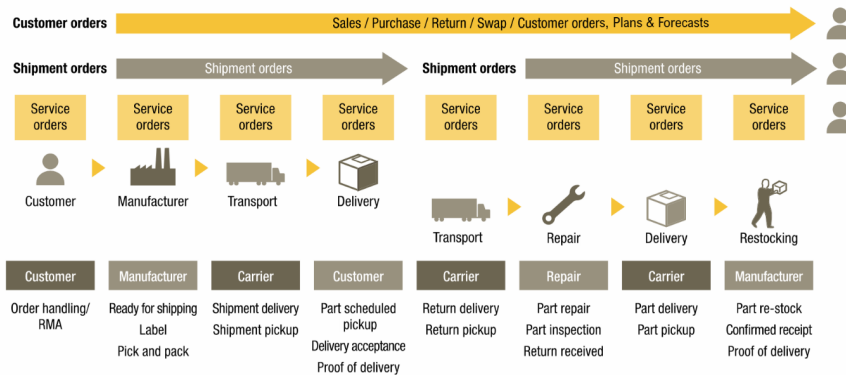 Customer orders
Sales / Purchase / Return / Swap / Customer orders, Plans & Forecasts
Shipment orders
Shipment orders
Shipment orders
Shipment orders
Service
orders
Service
orders
Service
orders
Service
orders
Service
orders
Service
orders
Service
orders
Service
orders
Customer
Manufacturer
Transport
Delivery
Transport
Repair
Delivery
Restocking
Customer
Order handling/
RMA
Manufacturer
Ready for shipping
Label
Pick and pack
Carrier
Shipment delivery
Shipment pickup
Customer
Part scheduled
pickup
Delivery acceptance
Proof of delivery
Carrier
Return delivery
Return pickup
Repair
Part repair
Part inspection
Return received
Carrier
Part delivery
Part pickup
Manufacturer
Part re-stock
Confirmed receipt
Proof of delivery